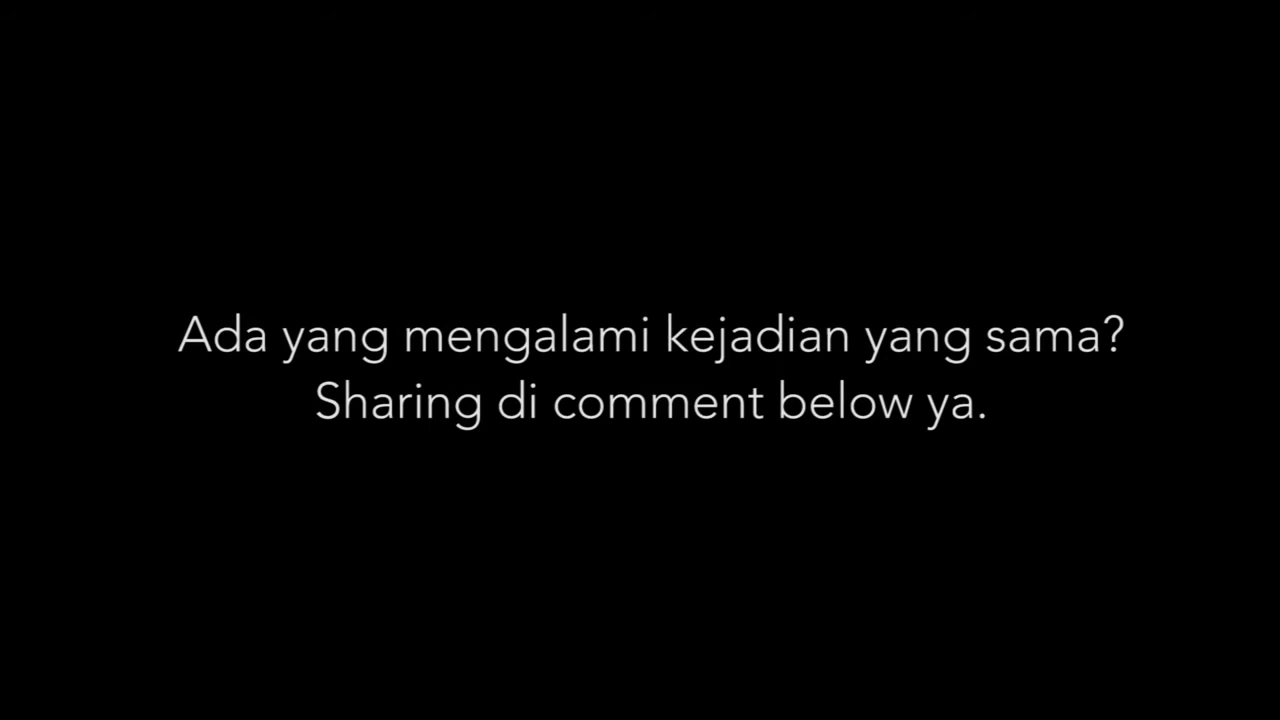 Ada yang mengalami kejadian yang sama?
Sharing di comment below ya.